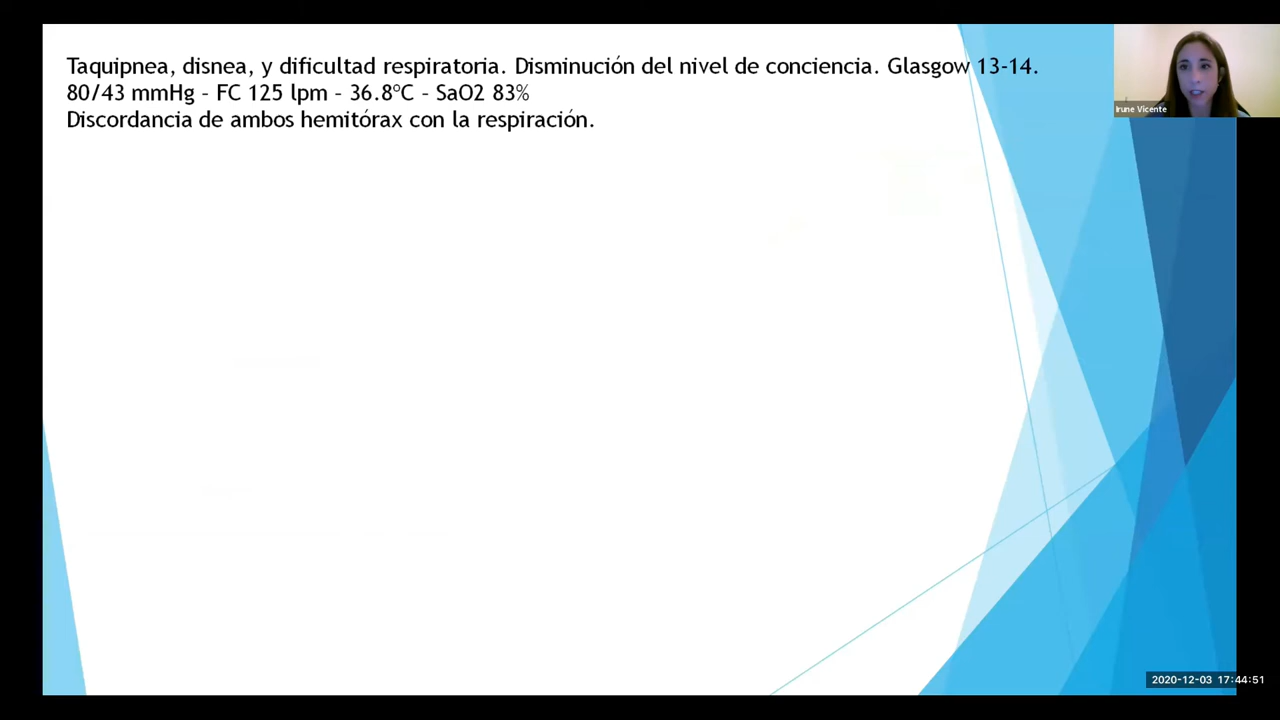 Taquipnea, disnea, y dificultad respiratoria. Disminución del nivel de conciencia. Glasgow 13-14.
80/43 mmHg - FC 125 lpm - 36.8ºC - SaO2 83%
Discordancia de ambos hemitórax con la respiración.
Irune Vicente
2020-12-03 17:44:51